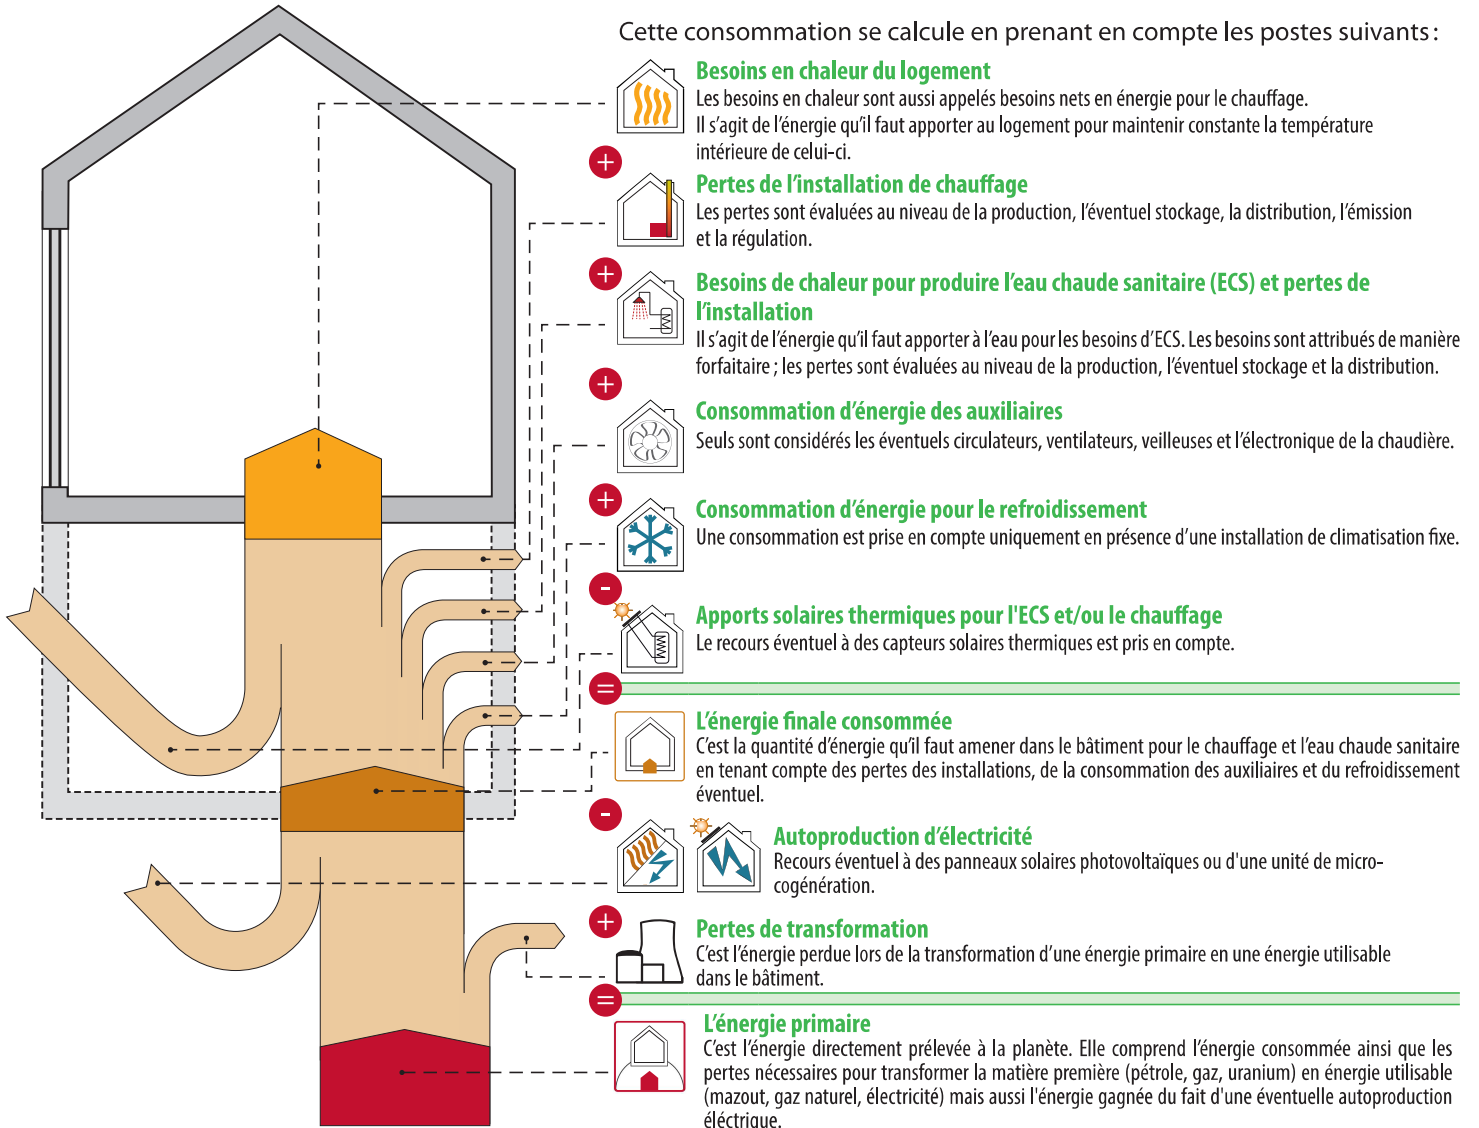 Cette consommation se calcule en prenant en compte les postes suivants :
Besoins en chaleur du logement
Les besoins en chaleur sont aussi appelés besoins nets en énergie pour le chauffage.
Il s’agit de l’énergie qu’il faut apporter au logement pour maintenir constante la température
intérieure de celui-ci.
+
Pertes de l’installation de chauffage
Les pertes sont évaluées au niveau de la production, l’éventuel stockage, la distribution, l’émission
et la régulation.
+
Besoins de chaleur pour produire l’eau chaude sanitaire (ECS) et pertes de
l’installation
Il s’agit de l’énergie qu’il faut apporter à l’eau pour les besoins d’ECS. Les besoins sont attribués de manière
forfaitaire ; les pertes sont évaluées au niveau de la production, l’éventuel stockage et la distribution.
+
Consommation d’énergie des auxiliaires
Seuls sont considérés les éventuels circulateurs, ventilateurs, veilleuses et l’électronique de la chaudière.
+
Consommation d’énergie pour le refroidissement
Une consommation est prise en compte uniquement en présence d’une installation de climatisation fixe.
-
Apports solaires thermiques pour l'ECS et/ou le chauffage
Le recours éventuel à des capteurs solaires thermiques est pris en compte.
=
L’énergie finale consommée
C’est la quantité d’énergie qu’il faut amener dans le bâtiment pour le chauffage et l’eau chaude sanitaire
en tenant compte des pertes des installations, de la consommation des auxiliaires et du refroidissement
éventuel.
-
Autoproduction d’électricité
Recours éventuel à des panneaux solaires photovoltaïques ou d'une unité de micro-
cogénération.
+
Pertes de transformation
C’est l’énergie perdue lors de la transformation d’une énergie primaire en une énergie utilisable
dans le bâtiment.
=
L’énergie primaire
C’est l’énergie directement prélevée à la planète. Elle comprend l’énergie consommée ainsi que les
pertes nécessaires pour transformer la matière première (pétrole, gaz, uranium) en énergie utilisable
(mazout, gaz naturel, électricité) mais aussi l'énergie gagnée du fait d'une éventuelle autoproduction
éléctrique.